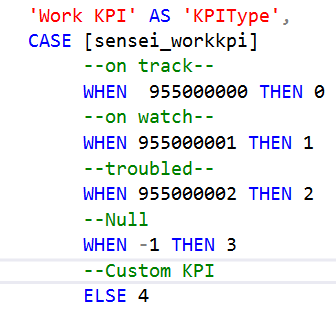 'Work KPI' AS 'KPIType',
CASE [sensei_workkpi]
--on track--
WHEN  955000000 THEN 0
--on watch--
WHEN 955000001 THEN 1
--troubled--
WHEN 955000002 THEN 2
--Null
WHEN -1 THEN 3
--Custom KPI
ELSE 4